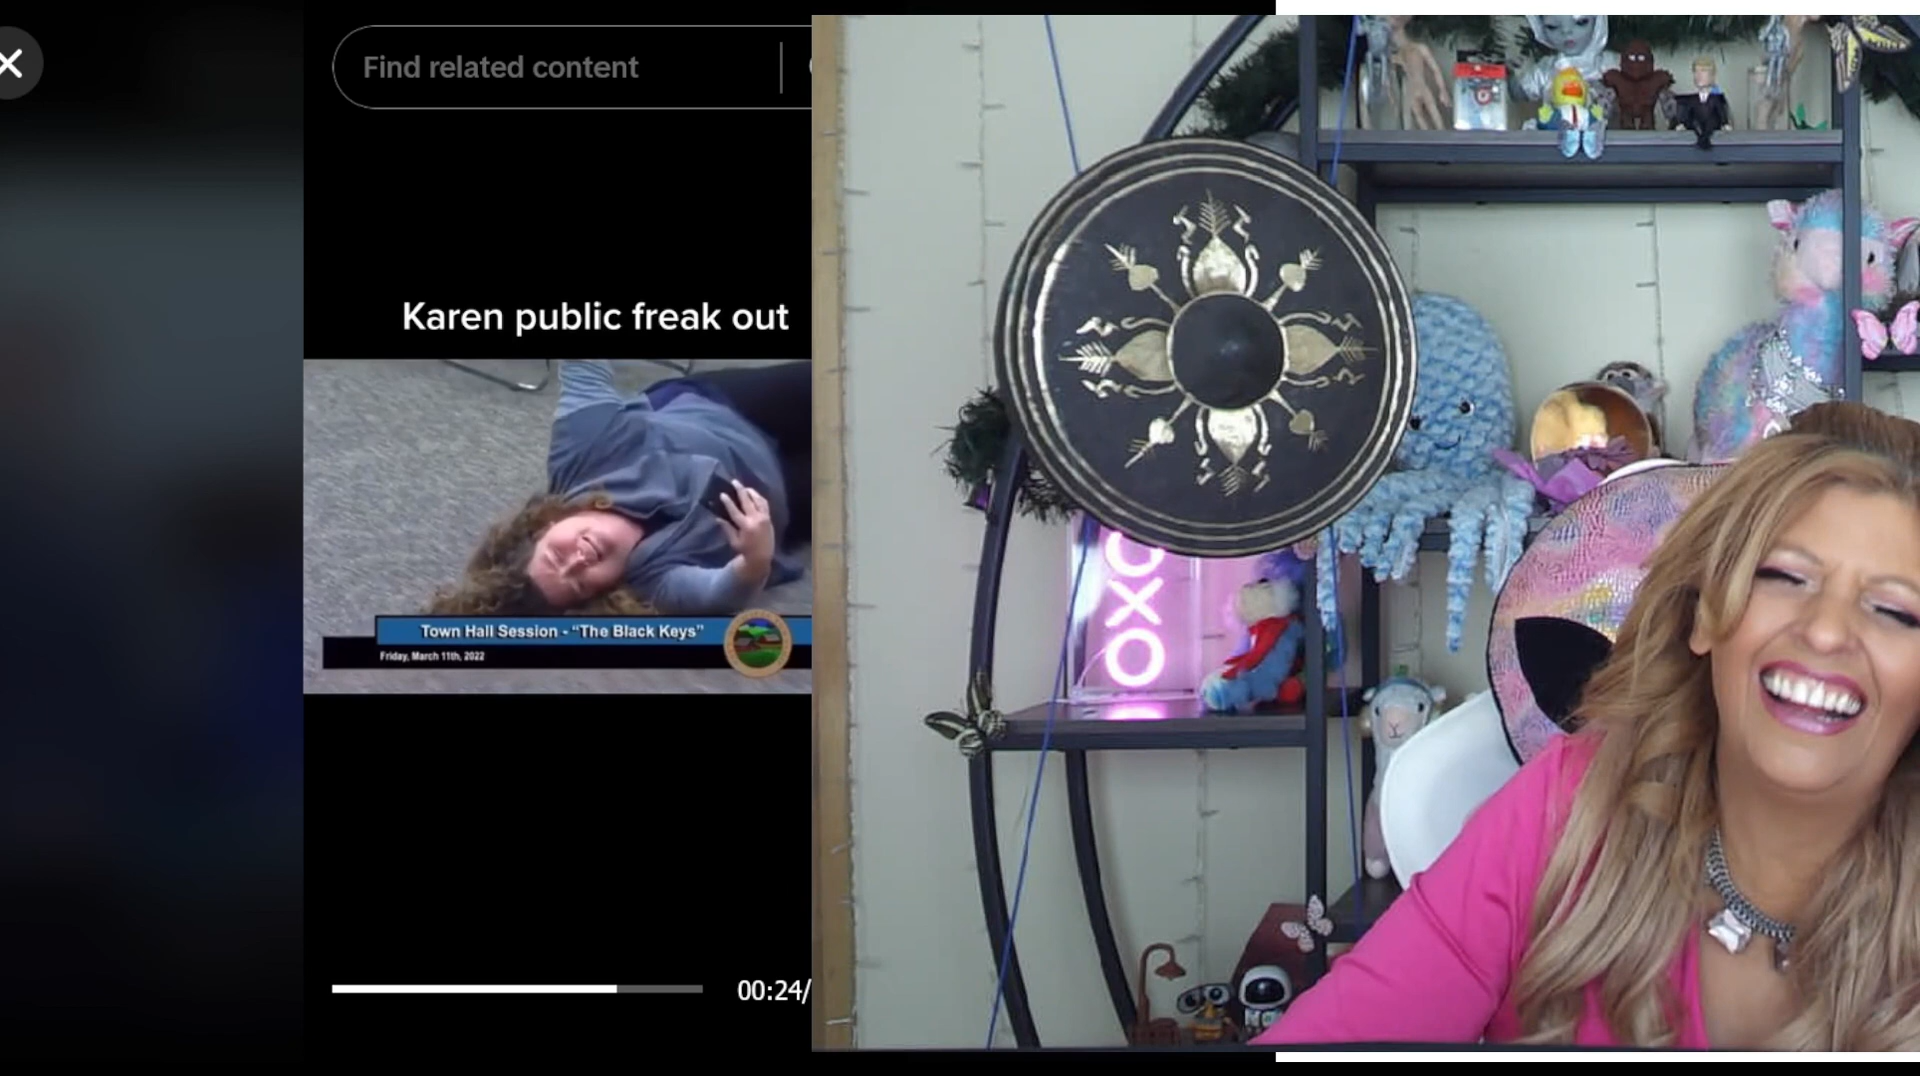 Find related content
Karen public freak out
Town Hall Session - “The Black Keys”
Friday, March 11th, 2022
00:24/
OXO